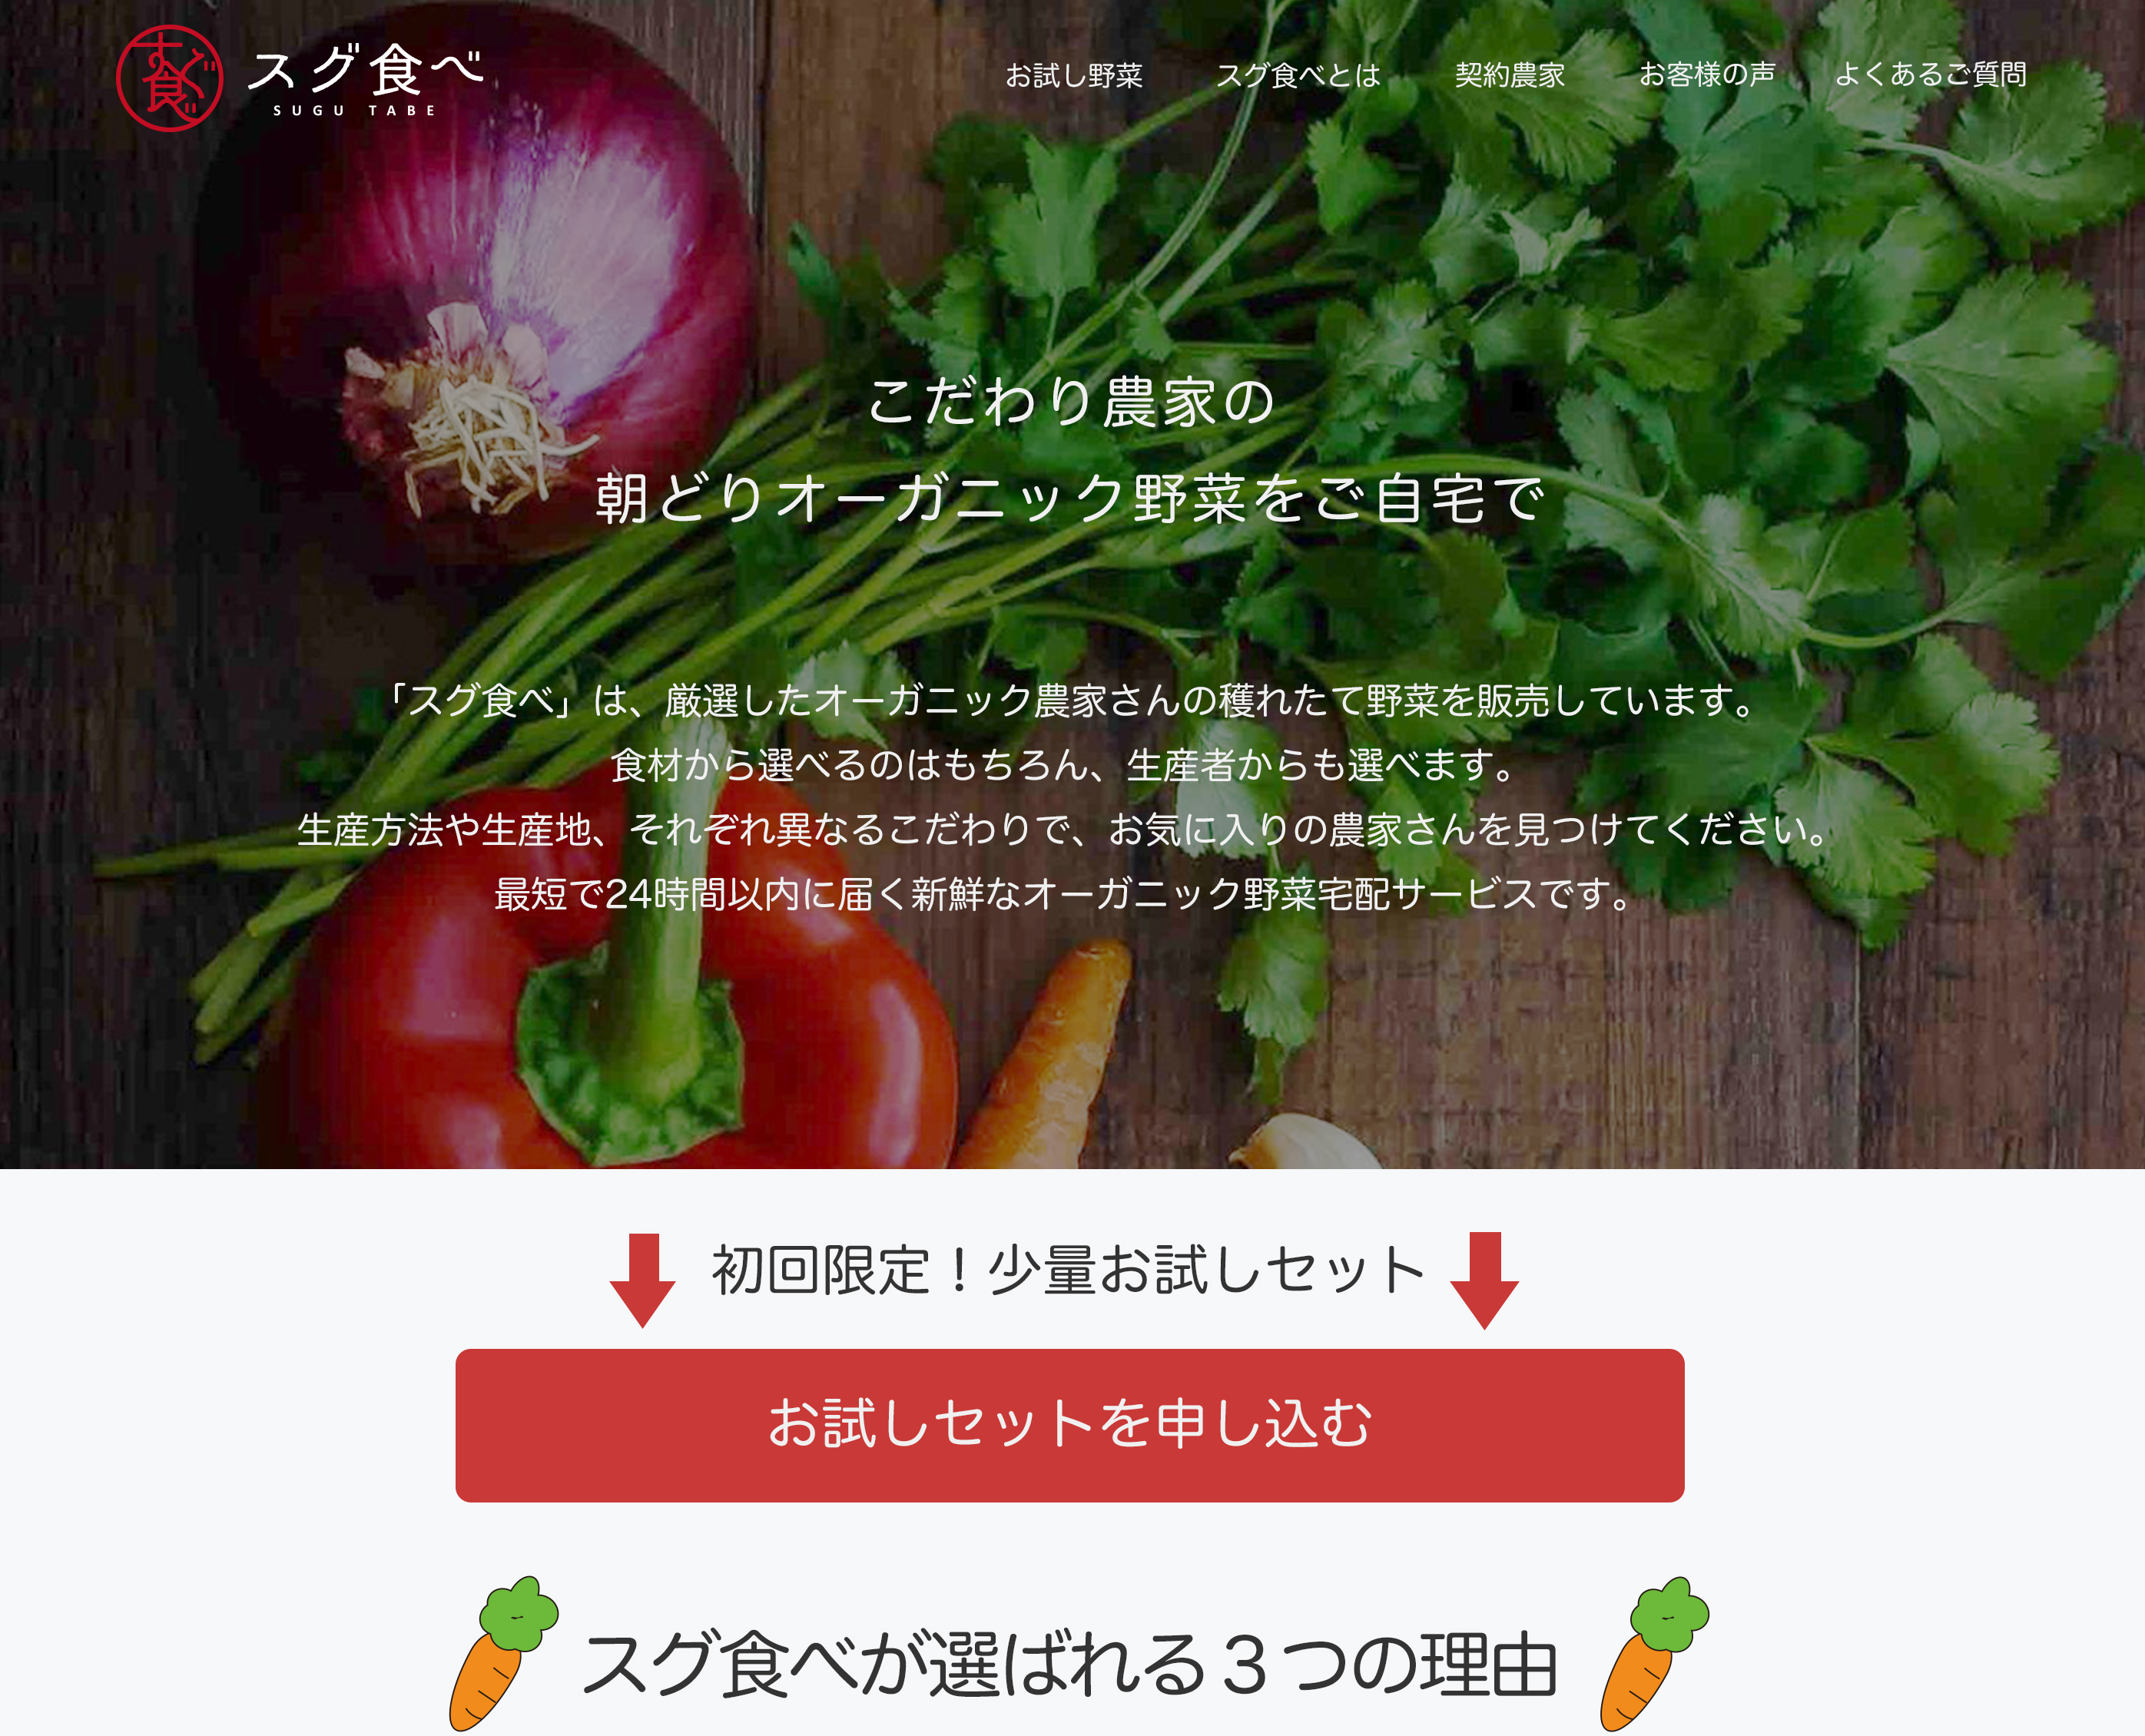 すぐ食べ
スグ食べ
SUGU TABE
お試し野菜 スグ食べとは 契約農家 お客様の声 よくあるご質問
こだわり農家の
朝どりオーガニック野菜をご自宅で
「スグ食べ」は、厳選したオーガニック農家さんの穫れたて野菜を販売しています。
食材から選べるのはもちろん、生産者からも選べます。
生産方法や生産地、それぞれ異なるこだわりで、お気に入りの農家さんを見つけてください。
最短で24時間以内に届く新鮮なオーガニック野菜宅配サービスです。
初回限定！少量お試しセット
お試しセットを申し込む
スグ食べが選ばれる３つの理由